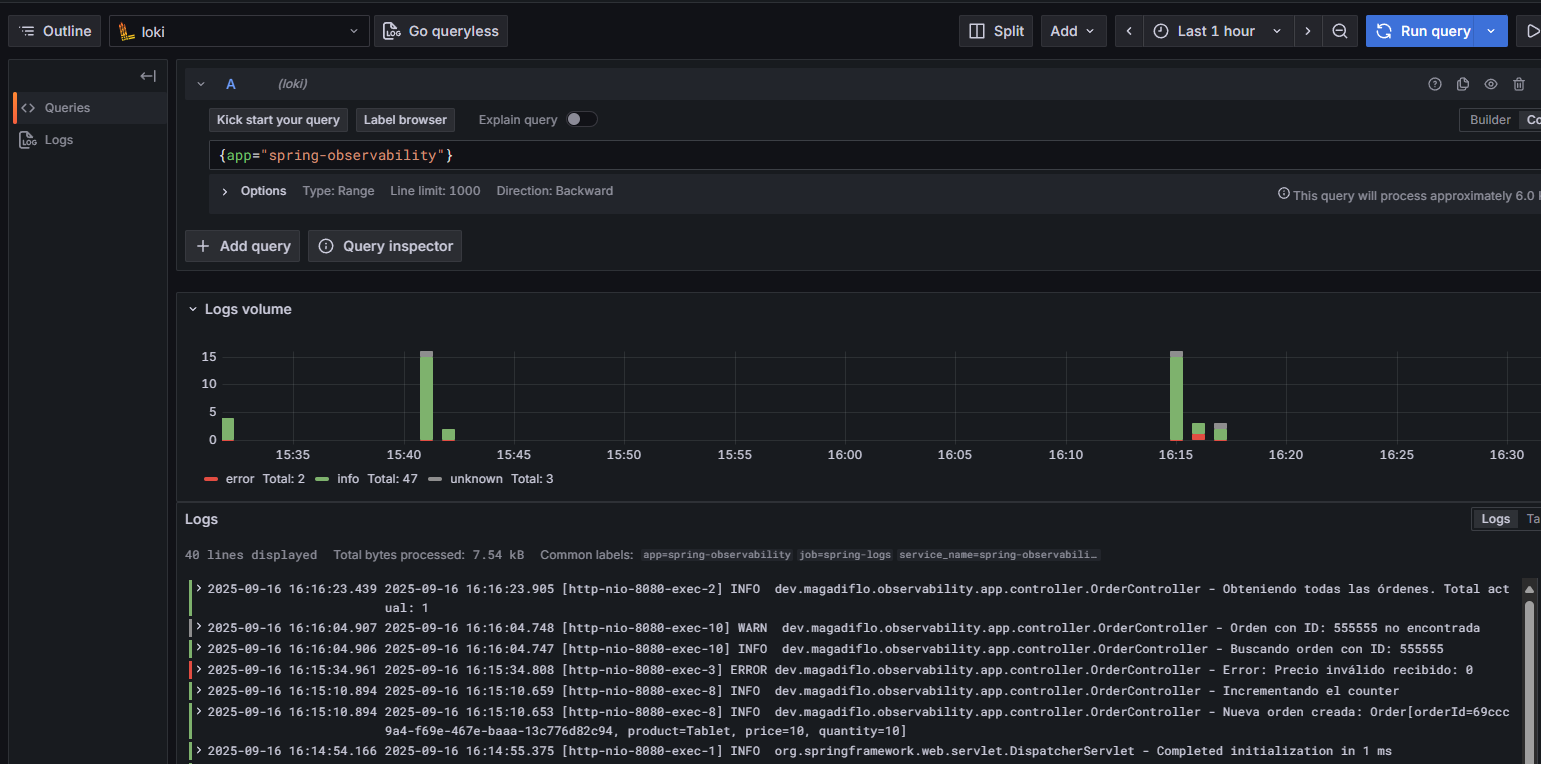 Outline
loki
Go queryless
Split
Add
Last 1 hour
Run query
Queries
Logs
A (loki)
Kick start your query Label browser Explain query
Builder
{app="spring-observability"}
Options Type: Range Line limit: 1000 Direction: Backward
This query will process approximately 6.0
+ Add query
Query inspector
Logs volume
15
10
5
0
15:35 15:40 15:45 15:50 15:55 16:00 16:05 16:10 16:15 16:20 16:25 16:30
error Total: 2 info Total: 47 unknown Total: 3
Logs
Logs
40 lines displayed Total bytes processed: 7.54 kB Common labels: app=spring-observability job=spring-logs service_name=spring-observabili…
2025-09-16 16:16:23.439 2025-09-16 16:16:23.905 [http-nio-8080-exec-2] INFO dev.magadiflo.observability.app.controller.OrderController - Obteniendo todas las órdenes. Total act
ual: 1
2025-09-16 16:16:04.907 2025-09-16 16:16:04.748 [http-nio-8080-exec-10] WARN dev.magadiflo.observability.app.controller.OrderController - Orden con ID: 555555 no encontrada
2025-09-16 16:16:04.906 2025-09-16 16:16:04.747 [http-nio-8080-exec-10] INFO dev.magadiflo.observability.app.controller.OrderController - Buscando orden con ID: 555555
2025-09-16 16:15:34.961 2025-09-16 16:15:34.808 [http-nio-8080-exec-3] ERROR dev.magadiflo.observability.app.controller.OrderController - Error: Precio inválido recibido: 0
2025-09-16 16:15:10.894 2025-09-16 16:15:10.659 [http-nio-8080-exec-8] INFO dev.magadiflo.observability.app.controller.OrderController - Incrementando el counter
2025-09-16 16:15:10.894 2025-09-16 16:15:10.653 [http-nio-8080-exec-8] INFO dev.magadiflo.observability.app.controller.OrderController - Nueva orden creada: Order[orderId=69ccc
9a4-f69e-467e-baaa-13c776d82c94, product=Tablet, price=10, quantity=10]
2025-09-16 16:14:54.166 2025-09-16 16:14:55.375 [http-nio-8080-exec-1] INFO org.springframework.web.servlet.DispatcherServlet - Completed initialization in 1 ms